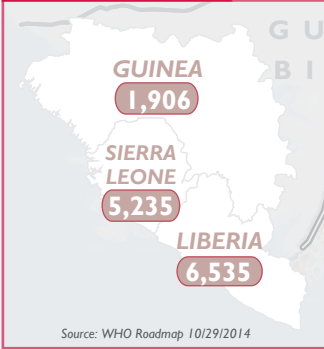 G U
B I
GUINEA
1,906
SIERRA
LEONE
5,235
LIBERIA
6,535
Source: WHO Roadmap 10/29/2014